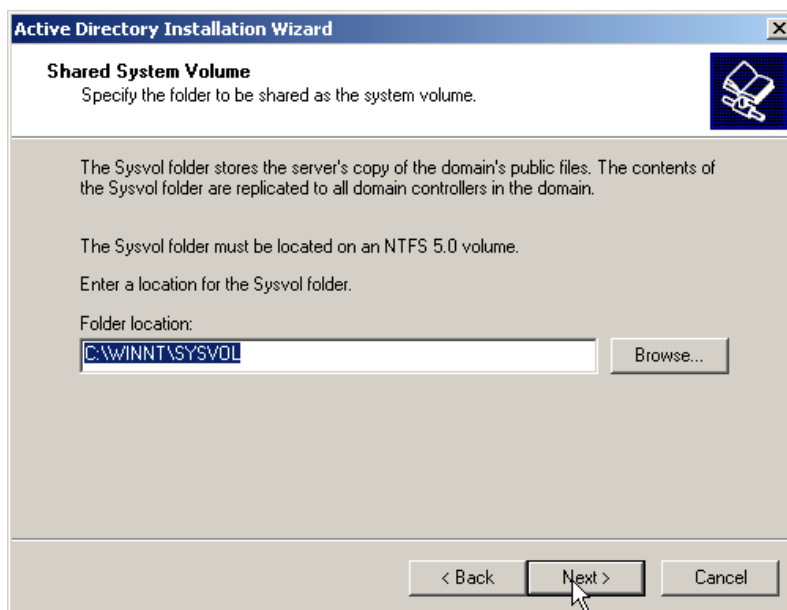 Active Directory Installation Wizard
Shared System Volume
Specify the folder to be shared as the system volume.
The Sysvol folder stores the server's copy of the domain's public files. The contents of
the Sysvol folder are replicated to all domain controllers in the domain.
The Sysvol folder must be located on an NTFS 5.0 volume.
Enter a location for the Sysvol folder.
Folder location:
C:\WINNT\SYSVOL
Browse...
< Back
Next >
Cancel